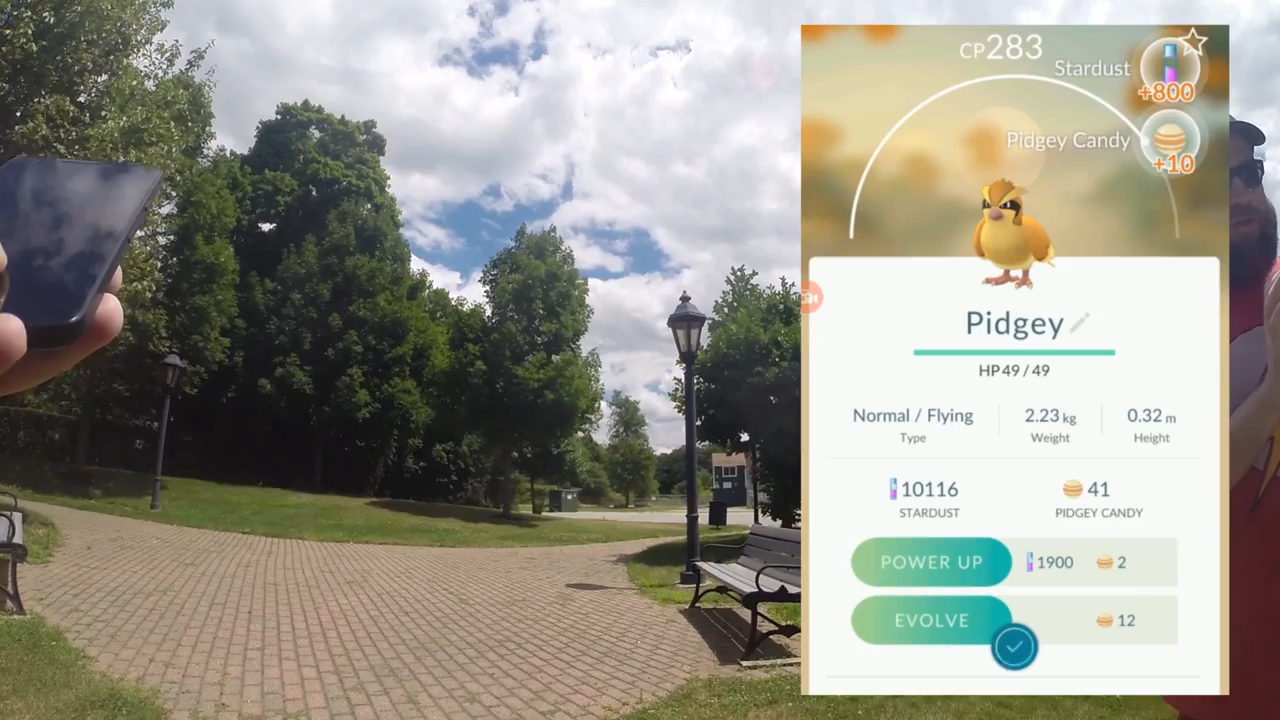 CP283
Stardust
+800
Pidgey Candy
+10
Pidgey
HP 49 / 49
Normal / Flying
2.23 kg
0.32 m
Type
Weight
Height
10116
41
STARDUST
PIDGEY CANDY
POWER UP
1900
2
EVOLVE
12